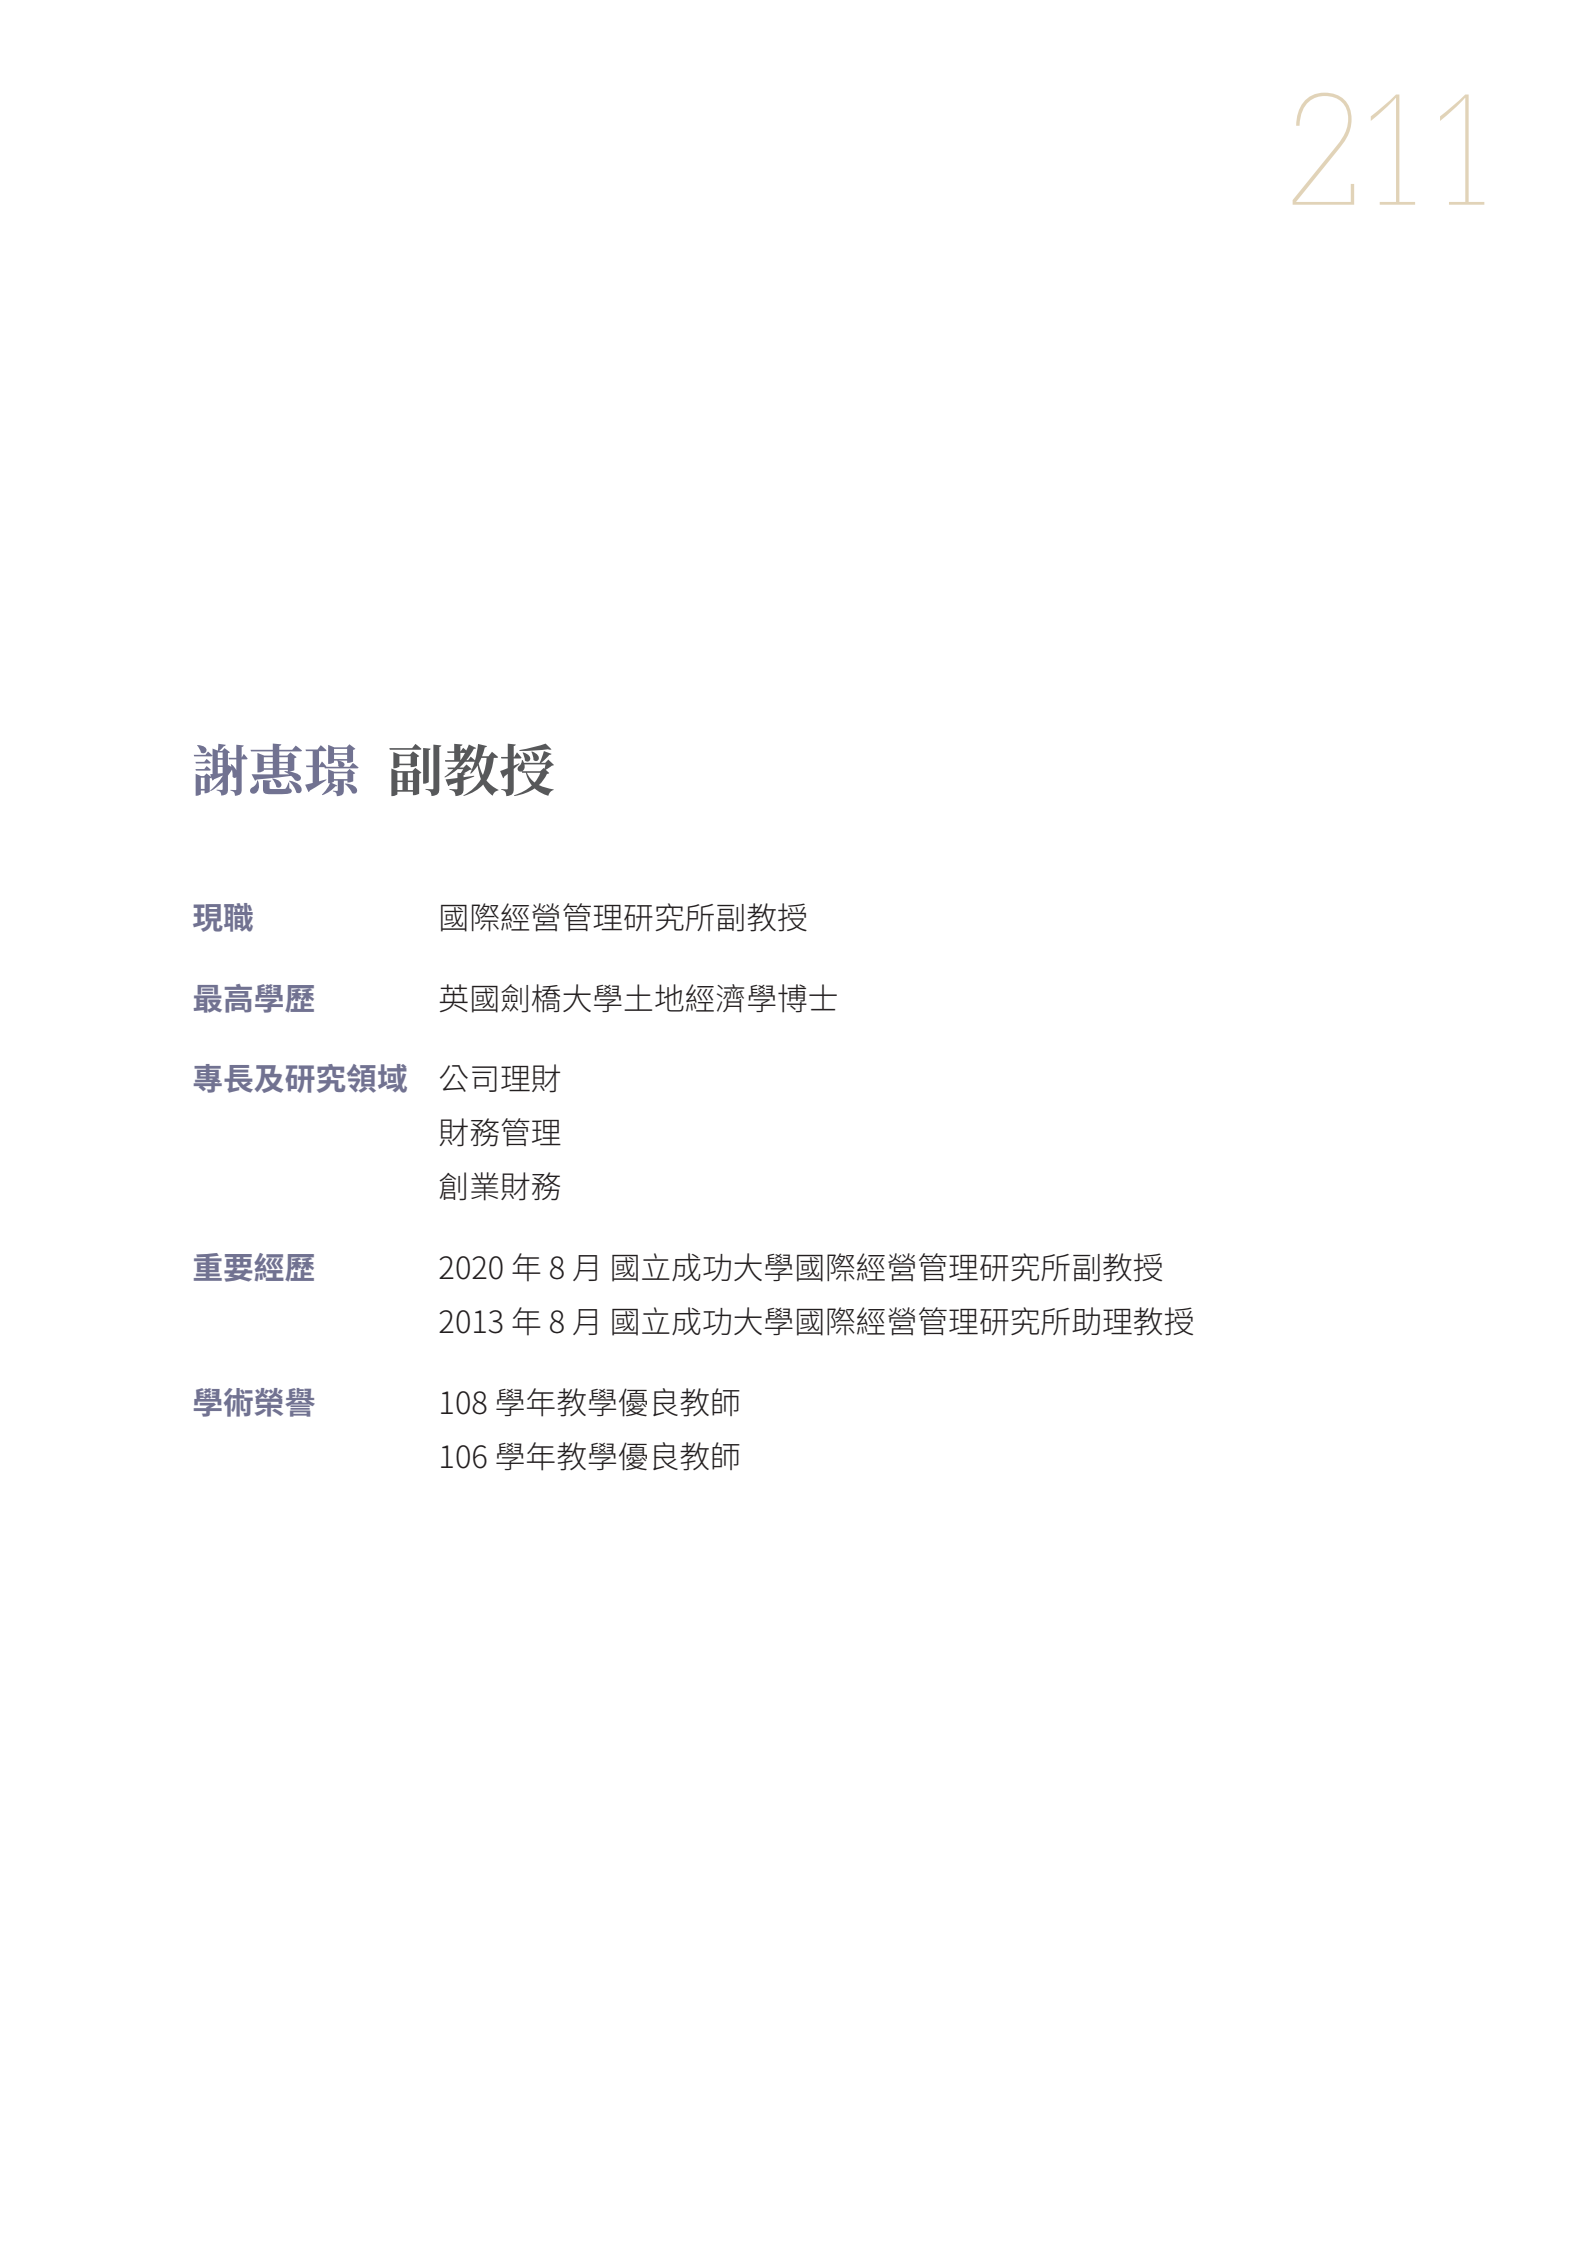 211
謝惠璟 副教授
現職 國際經營管理研究所副教授
最高學歷 英國劍橋大學土地經濟學博士
專長及研究領域 公司理財
財務管理
創業財務
重要經歷 2020 年 8 月 國立成功大學國際經營管理研究所副教授
2013 年 8 月 國立成功大學國際經營管理研究所助理教授
學術榮譽 108 學年教學優良教師
106 學年教學優良教師